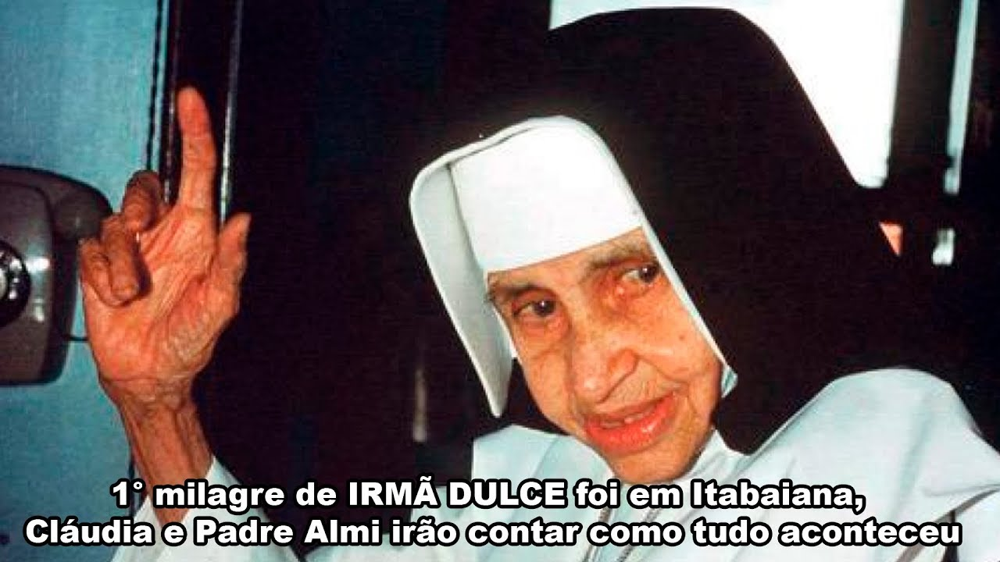 1° milagre de IRMÃ DULCE foi em Itabaiana,
Cláudia e Padre Almi irão contar como tudo aconteceu